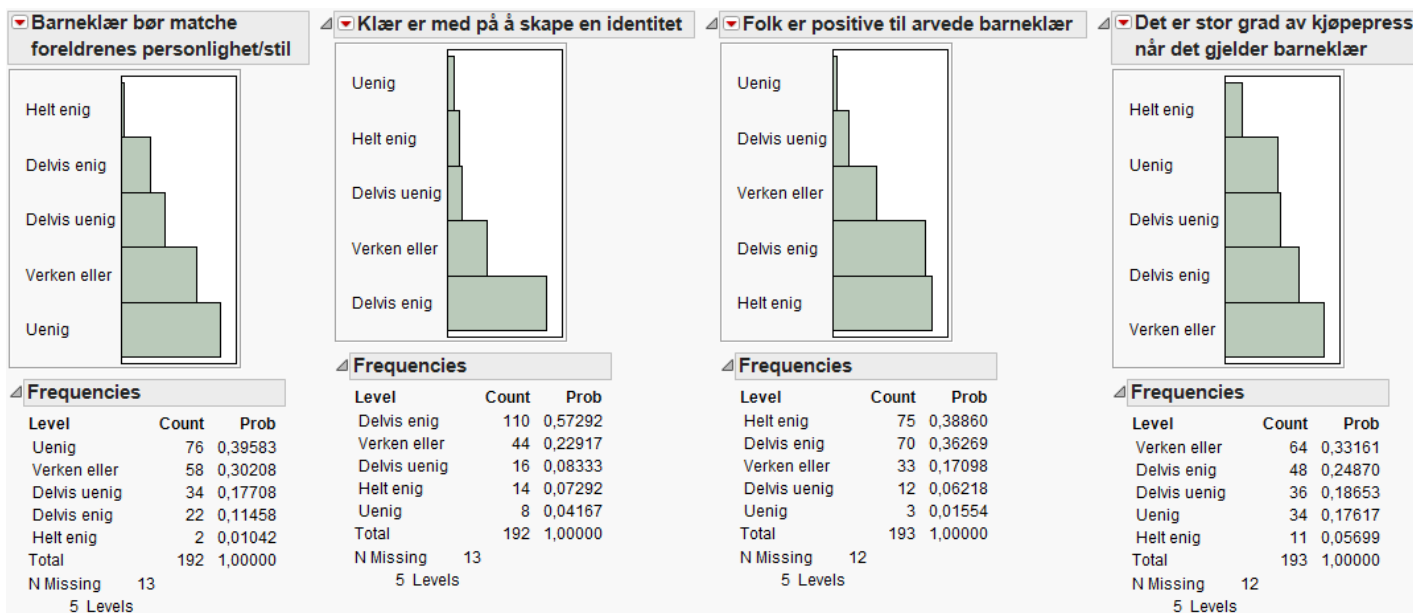 Barneklær bør matche
foreldrenes personlighet/stil
Helt enig
Delvis enig
Delvis uenig
Verken eller
Uenig
Frequencies
Level Count Prob
Uenig 76 0,39583
Verken eller 58 0,30208
Delvis uenig 34 0,17708
Delvis enig 22 0,11458
Helt enig 2 0,01042
Total 192 1,00000
N Missing 13
5 Levels
Klær er med på å skape en identitet
Uenig
Helt enig
Delvis uenig
Verken eller
Delvis enig
Frequencies
Level Count Prob
Delvis enig 110 0,57292
Verken eller 44 0,22917
Delvis uenig 16 0,08333
Helt enig 14 0,07292
Uenig 8 0,04167
Total 192 1,00000
N Missing 13
5 Levels
Folk er positive til arvede barneklær
Uenig
Delvis uenig
Verken eller
Delvis enig
Helt enig
Frequencies
Level Count Prob
Helt enig 75 0,38860
Delvis enig 70 0,36269
Verken eller 33 0,17098
Delvis uenig 12 0,06218
Uenig 3 0,01554
Total 193 1,00000
N Missing 12
5 Levels
Det er stor grad av kjøpepress
når det gjelder barneklær
Helt enig
Uenig
Delvis uenig
Delvis enig
Verken eller
Frequencies
Level Count Prob
Verken eller 64 0,33161
Delvis enig 48 0,24870
Delvis uenig 36 0,18653
Uenig 34 0,17617
Helt enig 11 0,05699
Total 193 1,00000
N Missing 12
5 Levels